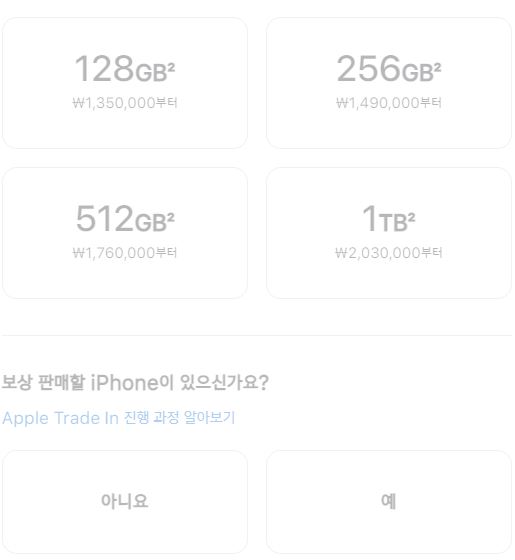 128GB²
₩1,350,000부터
256GB²
₩1,490,000부터
512GB²
₩1,760,000부터
1TB²
₩2,030,000부터
보상 판매할 iPhone이 있으신가요?
Apple Trade In 진행 과정 알아보기
아니요
예